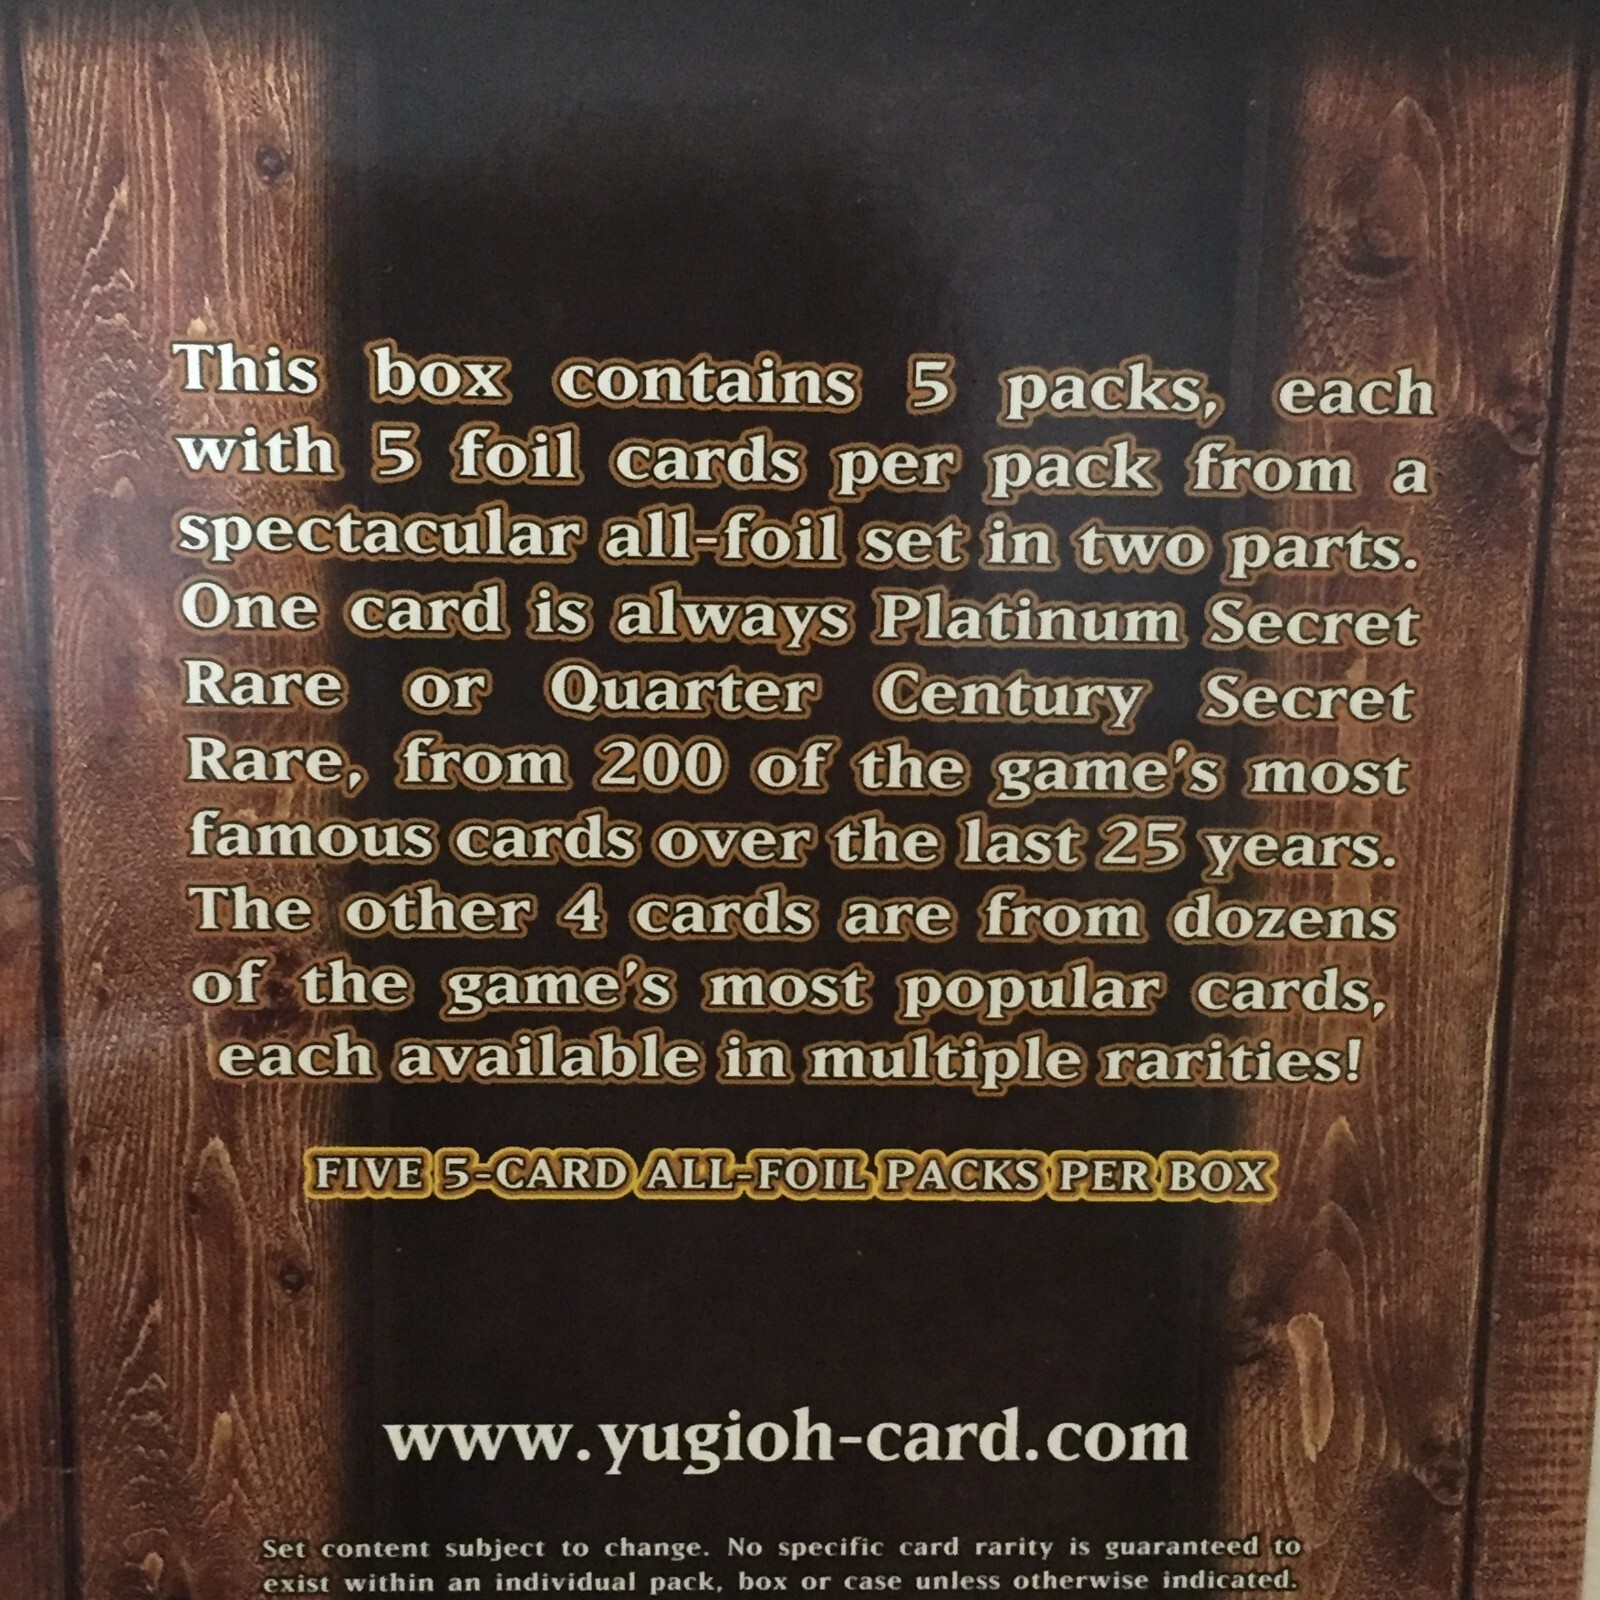 This box contains 5 packs, each
with 5 foil cards per pack from a
spectacular all-foil set in two parts.
One card is always Platinum Secret
Rare or Quarter Century Secret
Rare, from 200 of the game's most
famous cards over the last 25 years.
The other 4 cards are from dozens
of the game's most popular cards,
each available in multiple rarities!
FIVE 5-CARD ALL-FOIL PACKS PER BOX
www.yugioh-card.com
Set content subject to change. No specific card rarity is guaranteed to
exist within an individual pack, box or case unless otherwise indicated.